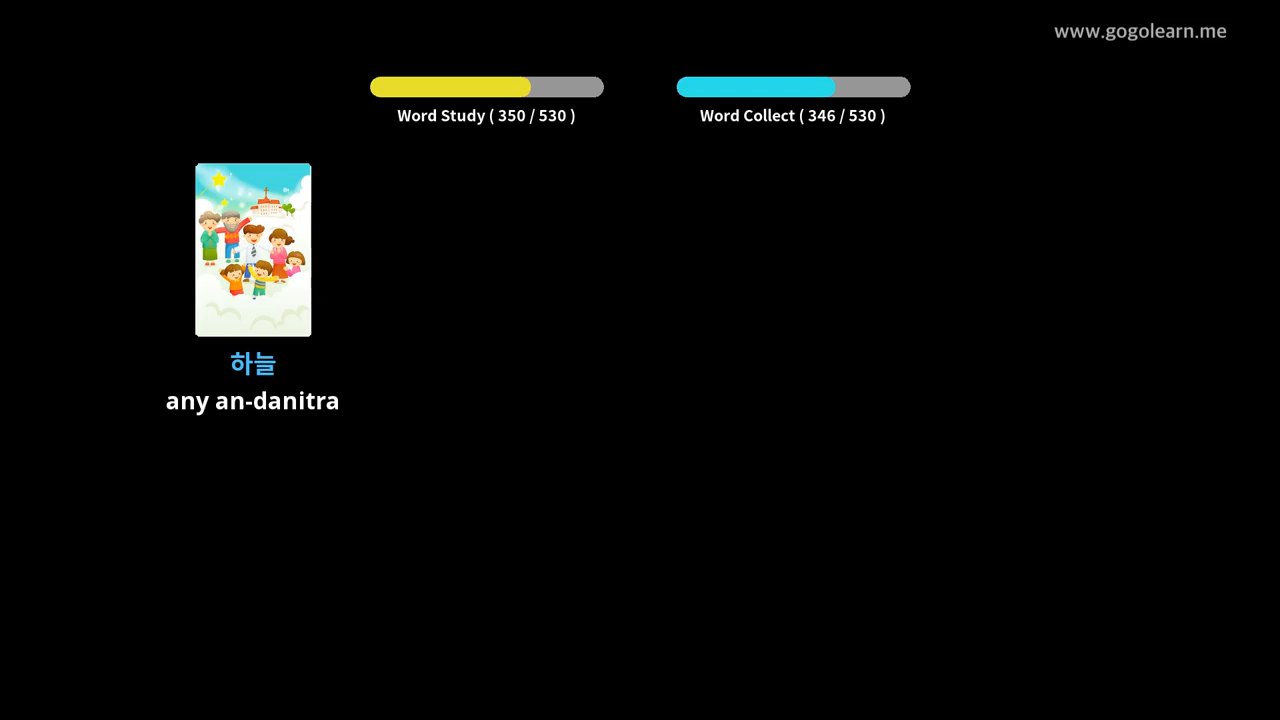 www.gogolearn.me
Word Study ( 350 / 530 )
Word Collect ( 346 / 530 )
하늘
any an-danitra